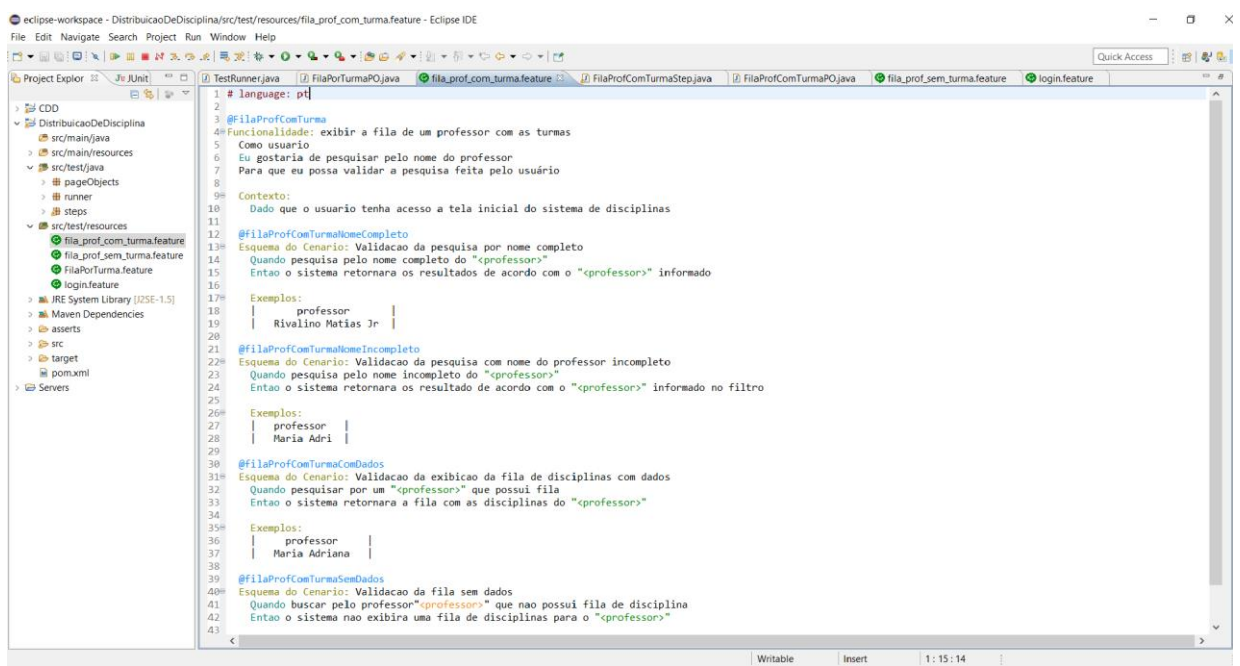 eclipse-workspace - DistribuicaoDeDisciplina/src/test/resources/fila_prof_com_turma.feature - Eclipse IDE
File Edit Navigate Search Project Run Window Help
Quick Access
Project Explor JUnit
TestRunner.java FilaPorTurmaPO.java fila_prof_com_turma.feature FilaProfComTurmaStep.java FilaProfComTurmaPO.java fila_prof_sem_turma.feature login.feature
CDD
DistribuicaoDeDisciplina
src/main/java
src/main/resources
src/test/java
pageObjects
runner
steps
src/test/resources
fila_prof_com_turma.feature
fila_prof_sem_turma.feature
FilaPorTurma.feature
login.feature
JRE System Library [J2SE-1.5]
Maven Dependencies
asserts
src
target
pom.xml
Servers
1 # language: pt
2
3 @FilaProfComTurma
4 Funcionalidade: exibir a fila de um professor com as turmas
5 Como usuario
6 Eu gostaria de pesquisar pelo nome do professor
7 Para que eu possa validar a pesquisa feita pelo usuário
8
9 Contexto:
10 Dado que o usuario tenha acesso a tela inicial do sistema de disciplinas
11
12 @filaProfComTurmaNomeCompleto
13 Esquema do Cenario: Validacao da pesquisa por nome completo
14 Quando pesquisa pelo nome completo do "<professor>"
15 Entao o sistema retornara os resultados de acordo com o "<professor>" informado
16
17 Exemplos:
18 | professor |
19 | Rivalino Matias Jr |
20
21 @filaProfComTurmaNomeIncompleto
22 Esquema do Cenario: Validacao da pesquisa com nome do professor incompleto
23 Quando pesquisa pelo nome incompleto do "<professor>"
24 Entao o sistema retornara os resultado de acordo com o "<professor>" informado no filtro
25
26 Exemplos:
27 | professor |
28 | Maria Adri |
29
30 @filaProfComTurmaComDados
31 Esquema do Cenario: Validacao da exibicao da fila de disciplinas com dados
32 Quando pesquisar por um "<professor>" que possui fila
33 Entao o sistema retornara a fila com as disciplinas do "<professor>"
34
35 Exemplos:
36 | professor |
37 | Maria Adriana |
38
39 @filaProfComTurmaSemDados
40 Esquema do Cenario: Validacao da fila sem dados
41 Quando buscar pelo professor"<professor>" que nao possui fila de disciplina
42 Entao o sistema nao exibira uma fila de disciplinas para o "<professor>"
43
Writable Insert 1 : 15 : 14